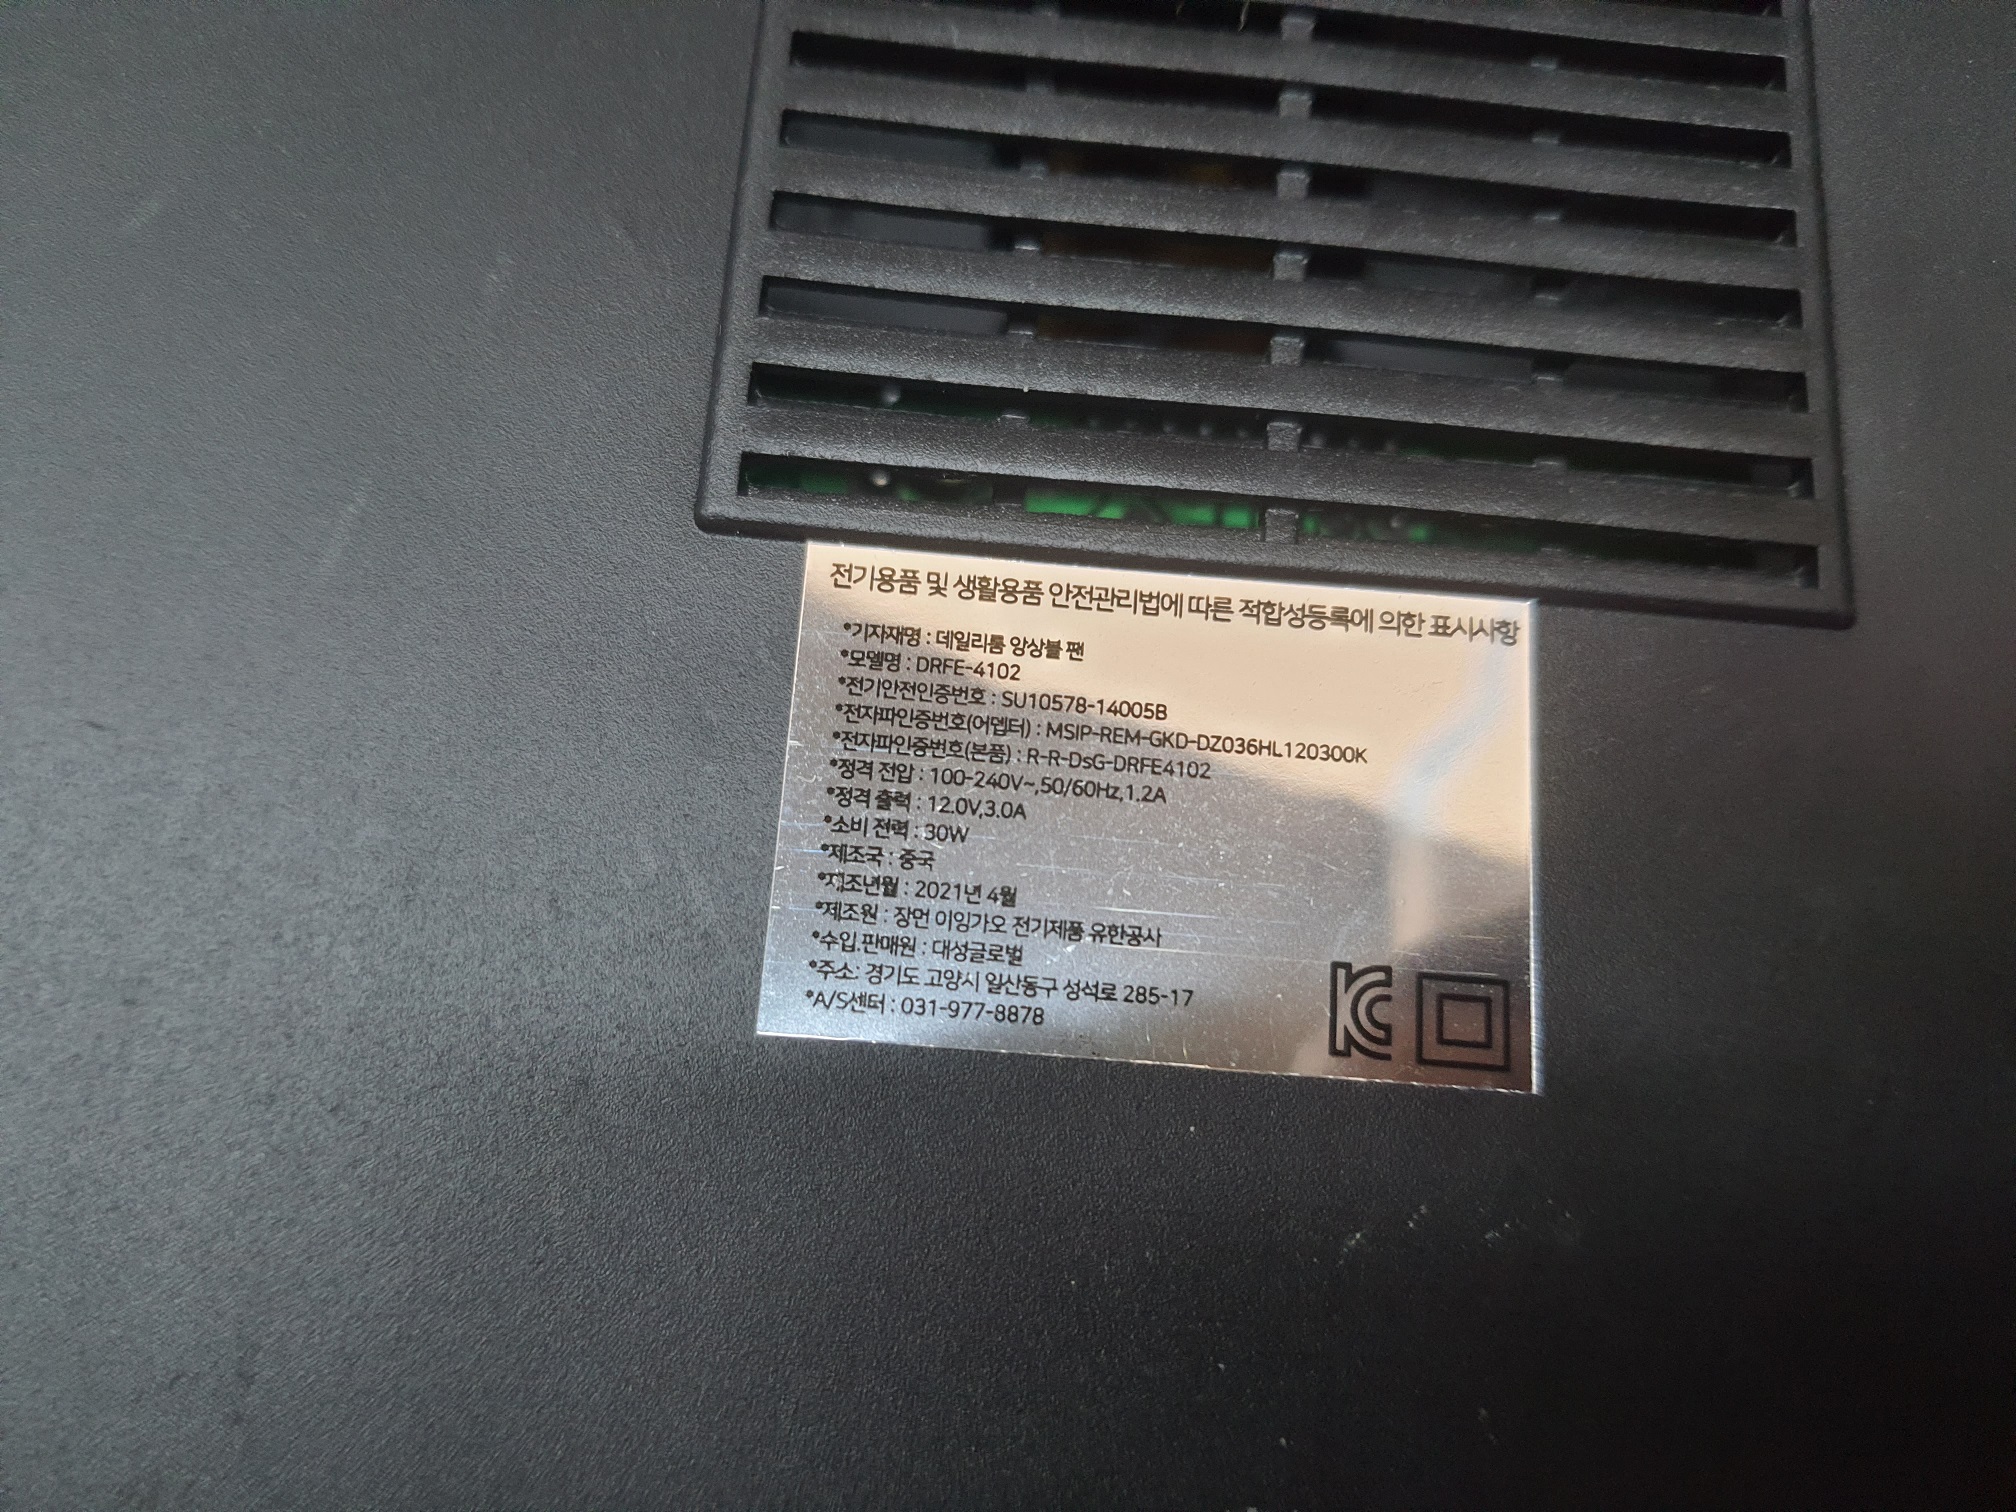 전기용품 및 생활용품 안전관리법에 따른 적합성등록에 의한 표시사항
*기자재명 : 데일리룸 앙상블 팬
*모델명 : DRFE-4102
*전기안전인증번호 : SU10578-14005B
*전자파인증번호(어뎁터) : MSIP-REM-GKD-DZ036HL120300K
*전자파인증번호(본품) : R-R-DsG-DRFE4102
*정격 전압 : 100-240V~,50/60Hz,1.2A
*정격 출력 : 12.0V,3.0A
*소비 전력 : 30W
*제조국 : 중국
*제조년월 : 2021년 4월
*제조원 : 장먼 이잉가오 전기제품 유한공사
*수입.판매원 : 대성글로벌
*주소: 경기도 고양시 일산동구 성석로 285-17
*A/S센터 : 031-977-8878
KC